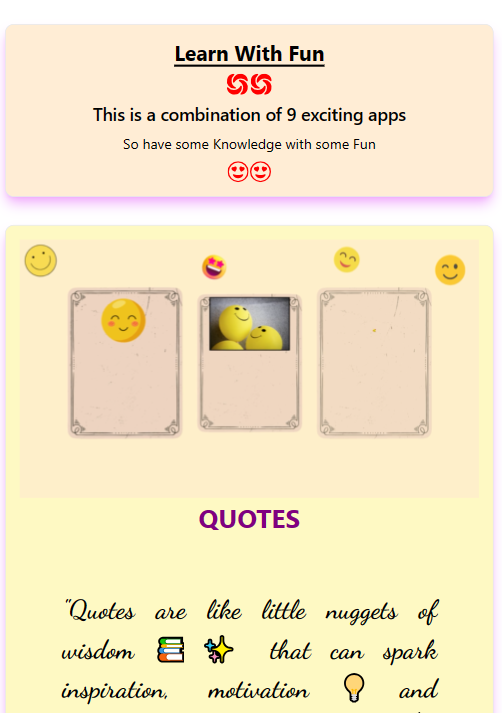 Learn With Fun
This is a combination of 9 exciting apps
So have some Knowledge with some Fun
QUOTES
"Quotes are like little nuggets of
wisdom 📚 ✨ that can spark
inspiration, motivation 💡 and